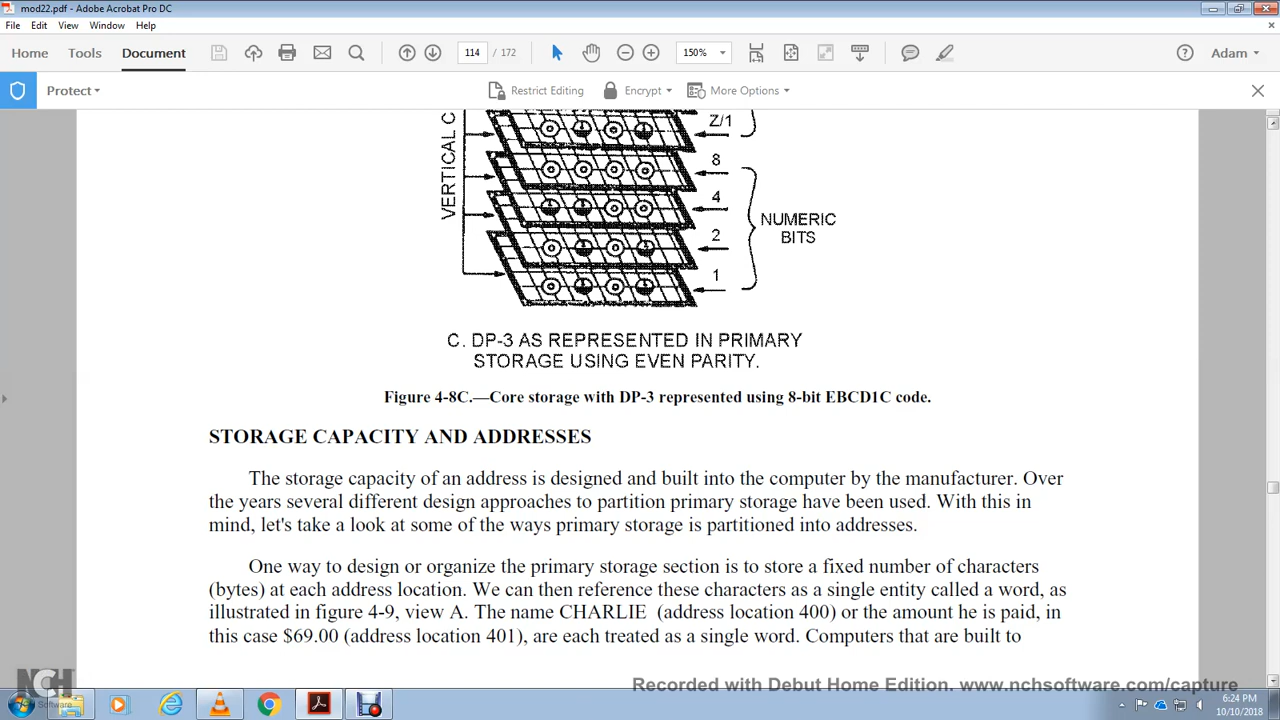 mod22.pdf - Adobe Acrobat Pro DC
File Edit View Window Help
Home Tools Document 114 / 172 150% Adam
Protect Restrict Editing Encrypt More Options
VERTICAL C
Z/1
8
4
2
1
NUMERIC
BITS
C. DP-3 AS REPRESENTED IN PRIMARY
STORAGE USING EVEN PARITY.
Figure 4-8C.—Core storage with DP-3 represented using 8-bit EBCD1C code.
STORAGE CAPACITY AND ADDRESSES
The storage capacity of an address is designed and built into the computer by the manufacturer. Over
the years several different design approaches to partition primary storage have been used. With this in
mind, let's take a look at some of the ways primary storage is partitioned into addresses.
One way to design or organize the primary storage section is to store a fixed number of characters
(bytes) at each address location. We can then reference these characters as a single entity called a word, as
illustrated in figure 4-9, view A. The name CHARLIE (address location 400) or the amount he is paid, in
this case $69.00 (address location 401), are each treated as a single word. Computers that are built to
NCH
Software
Recorded with Debut Home Edition. www.nchsoftware.com/capture
6:24 PM
10/10/2018